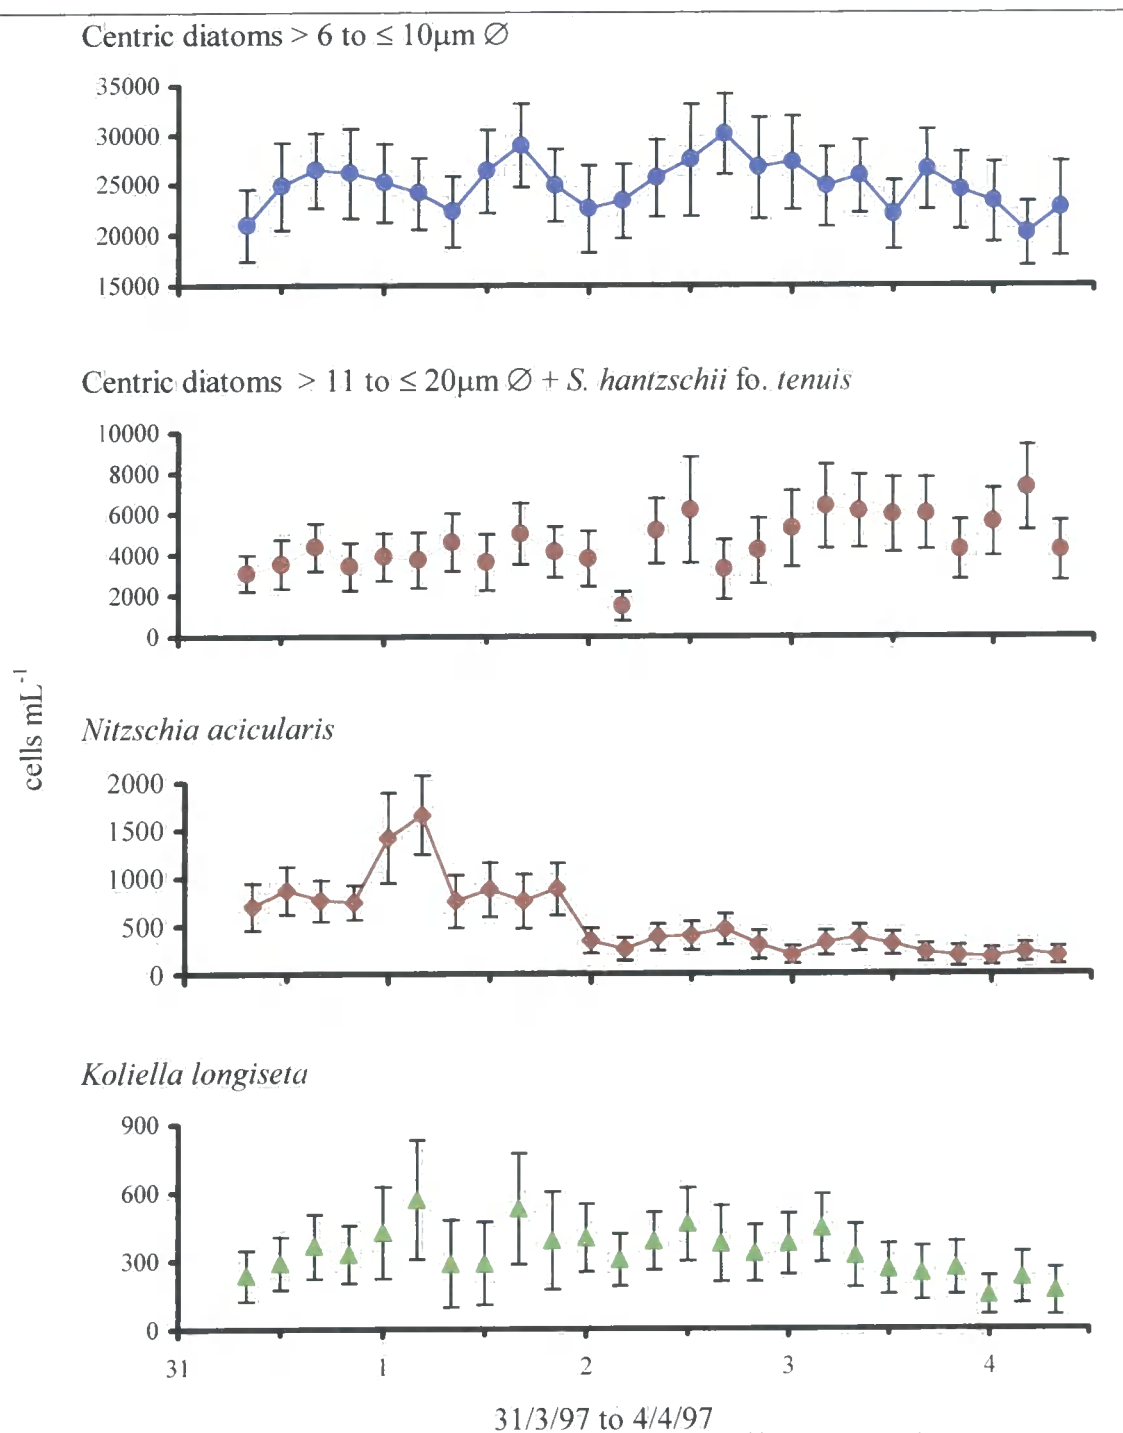 Centric diatoms > 6 to ≤ 10μm ∅
35000
30000
25000
20000
15000
Centric diatoms > 11 to ≤ 20μm ∅ + S. hantzschii fo. tenuis
10000
8000
6000
4000
2000
0
cells mL⁻¹
Nitzschia acicularis
2000
1500
1000
500
0
Koliella longiseta
900
600
300
0
31 1 2 3 4
31/3/97 to 4/4/97